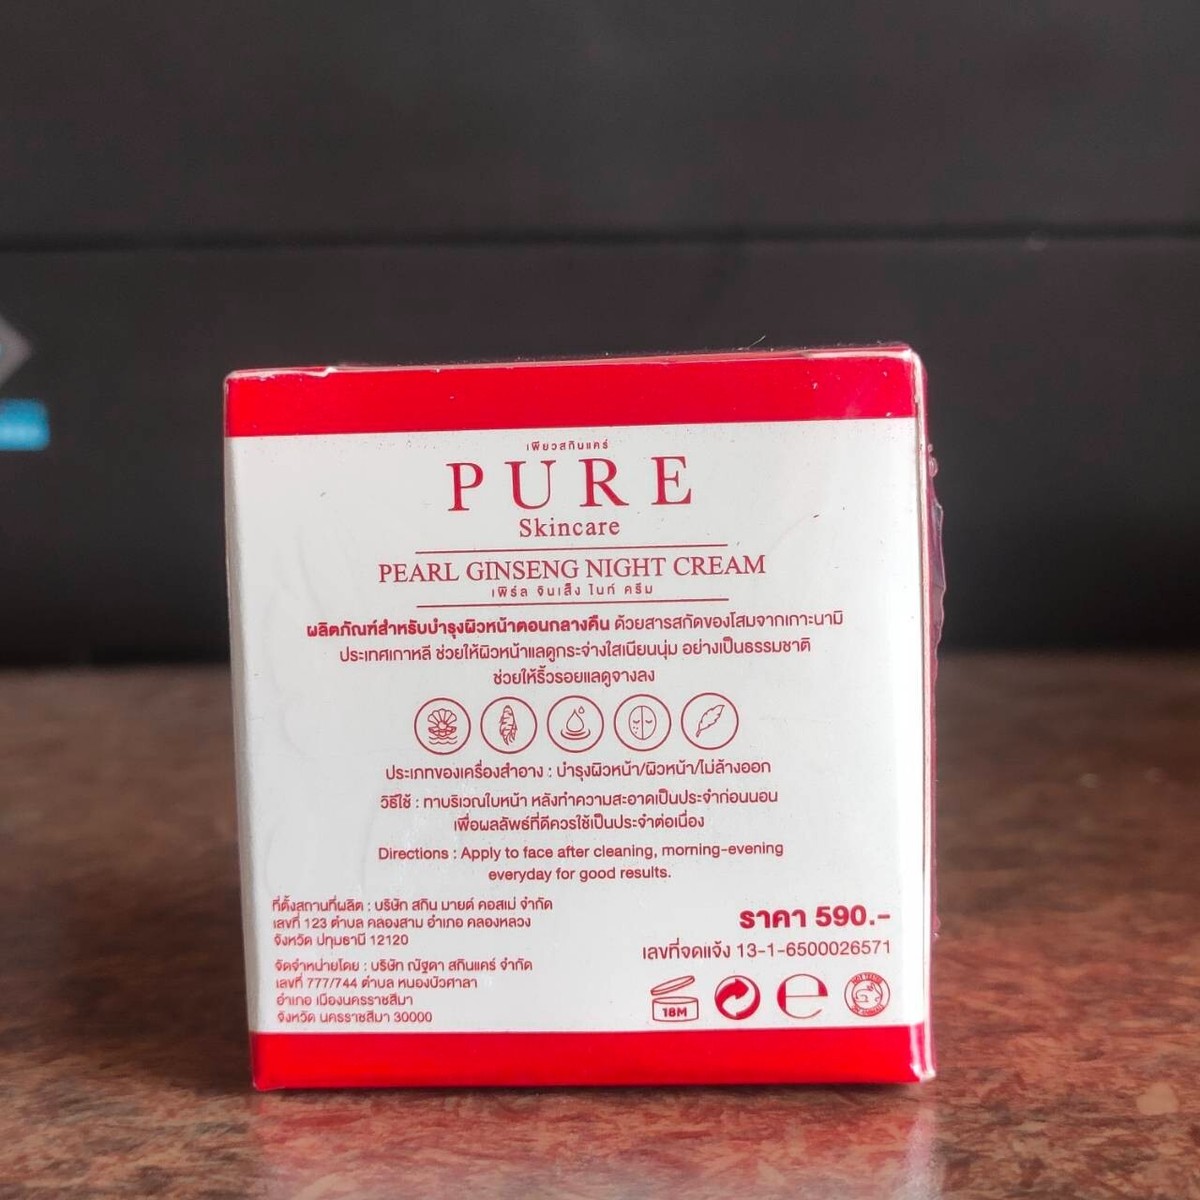 เพียวสกินแคร์
PURE
Skincare
PEARL GINSENG NIGHT CREAM
เพิร์ล จินเส็ง ไนท์ ครีม
ผลิตภัณฑ์สำหรับบำรุงผิวหน้าตอนกลางคืน ด้วยสารสกัดของโสมจากเกาะนามิ
ประเทศเกาหลี ช่วยให้ผิวหน้าแลดูกระจ่างใสเนียนนุ่ม อย่างเป็นธรรมชาติ
ช่วยให้ริ้วรอยแลดูจางลง
ประเภทของเครื่องสำอาง : บำรุงผิวหน้า/ผิวหน้า/ไม่ล้างออก
วิธีใช้ : ทาบริเวณใบหน้า หลังทำความสะอาดเป็นประจำก่อนนอน
เพื่อผลลัพธ์ที่ดีควรใช้เป็นประจำต่อเนื่อง
Directions : Apply to face after cleaning, morning-evening
everyday for good results.
ที่ตั้งสถานที่ผลิต : บริษัท สกิน มายด์ คอสเม่ จำกัด
เลขที่ 123 ตำบล คลองสาม อำเภอ คลองหลวง
จังหวัด ปทุมธานี 12120
จัดจำหน่ายโดย : บริษัท ณัฐดา สกินแคร์ จำกัด
เลขที่ 777/744 ตำบล หนองบัวศาลา
อำเภอ เมืองนครราชสีมา
จังหวัด นครราชสีมา 30000
ราคา 590.-
เลขที่จดแจ้ง 13-1-6500026571
18M
e